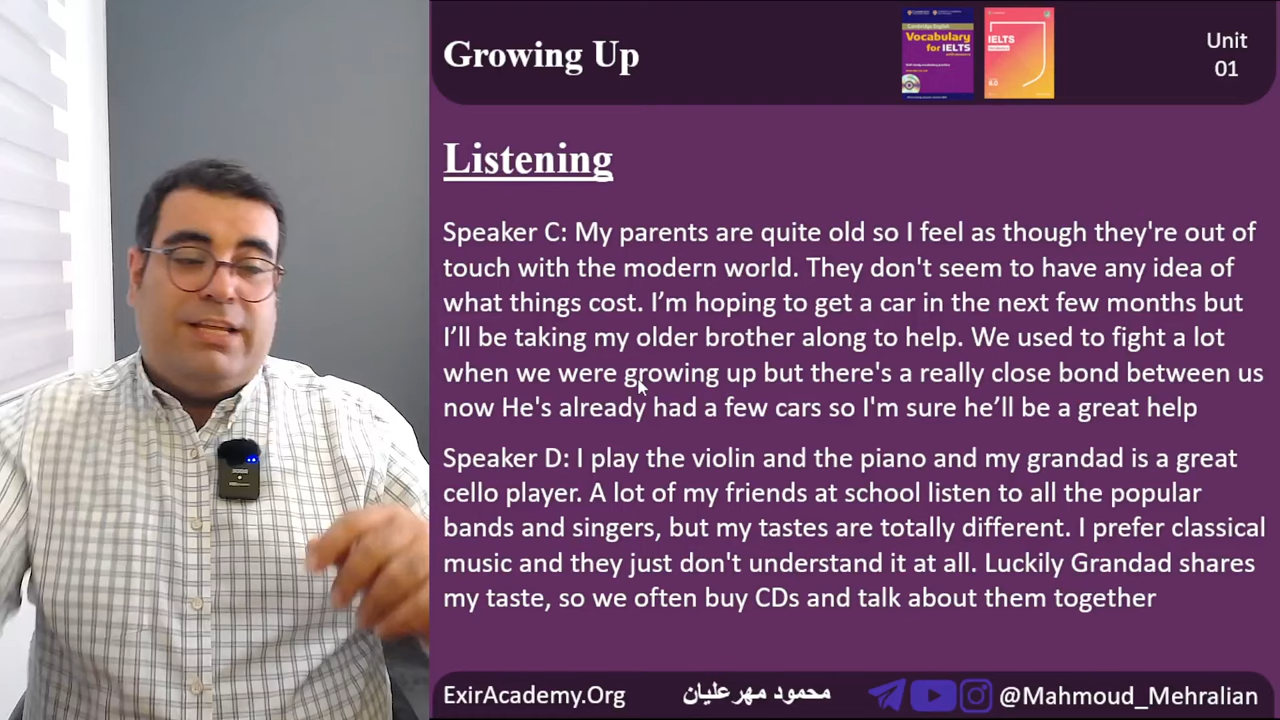 Growing Up
Vocabulary
for IELTS
IELTS
Unit
01
Listening
Speaker C: My parents are quite old so I feel as though they're out of
touch with the modern world. They don't seem to have any idea of
what things cost. I’m hoping to get a car in the next few months but
I’ll be taking my older brother along to help. We used to fight a lot
when we were growing up but there's a really close bond between us
now He's already had a few cars so I'm sure he’ll be a great help
Speaker D: I play the violin and the piano and my grandad is a great
cello player. A lot of my friends at school listen to all the popular
bands and singers, but my tastes are totally different. I prefer classical
music and they just don't understand it at all. Luckily Grandad shares
my taste, so we often buy CDs and talk about them together
ExirAcademy.Org
محمود مهرعلیان
@Mahmoud_Mehralian